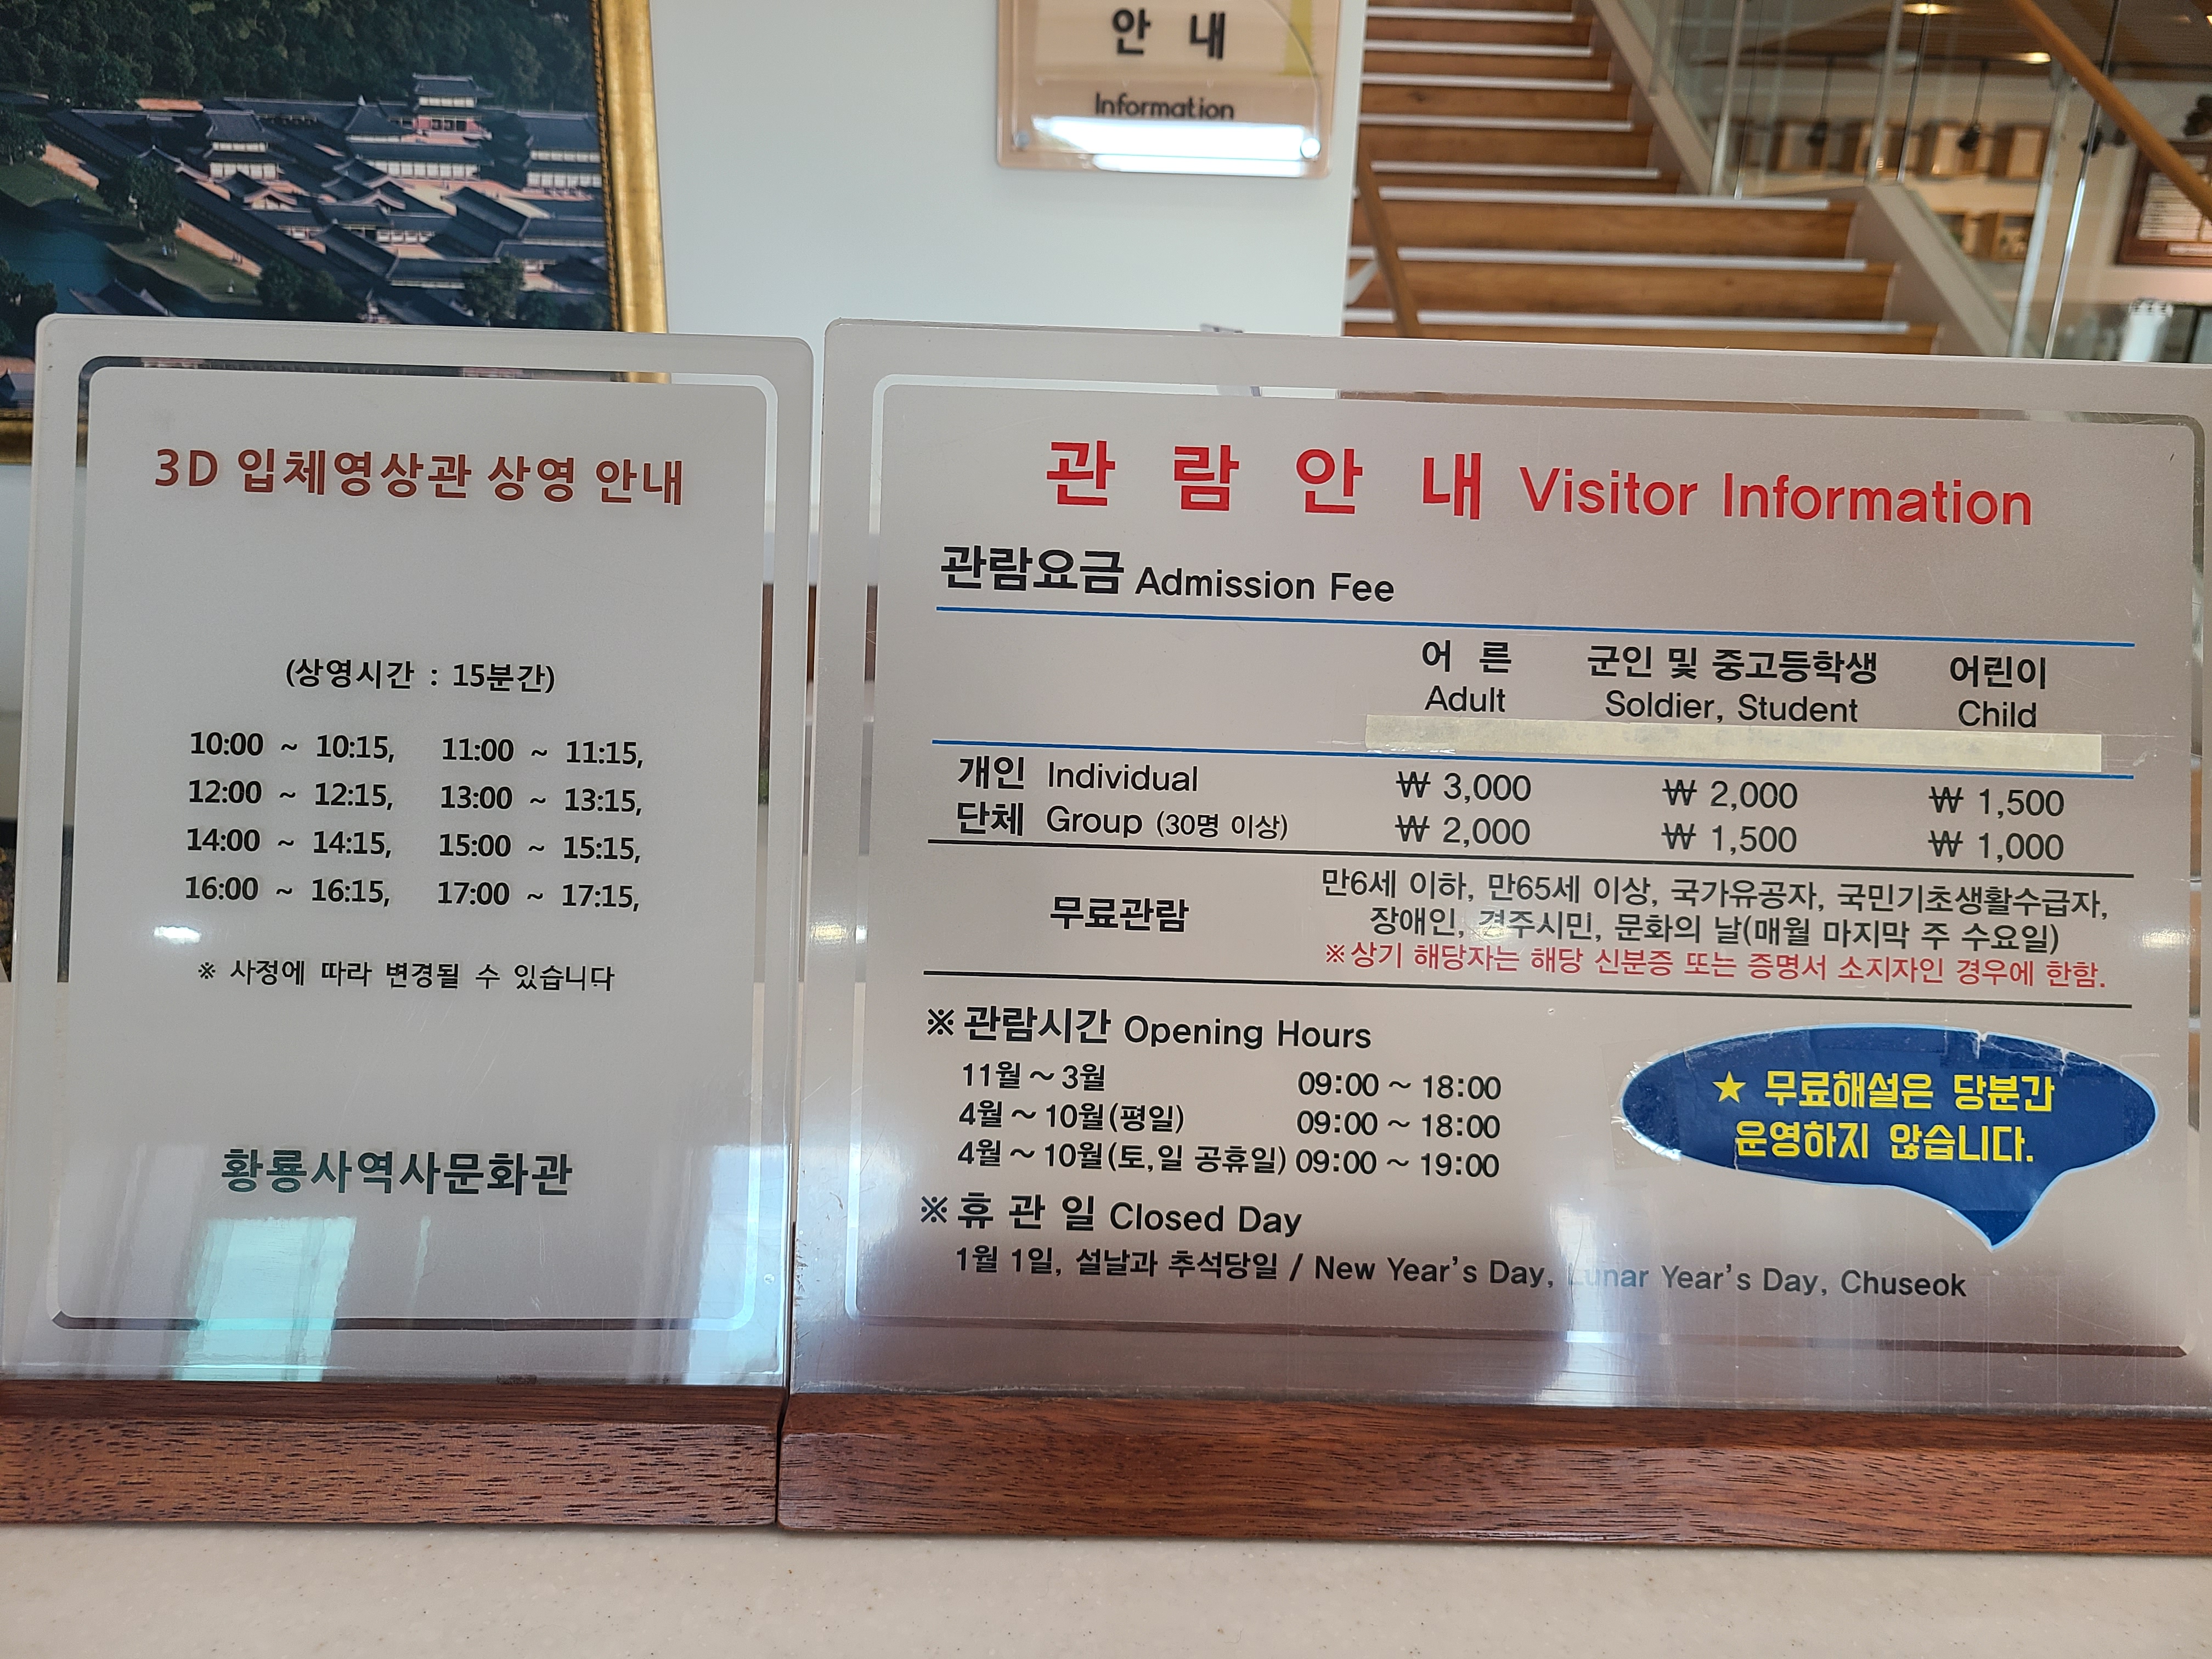 안 내
Information
3D 입체영상관 상영 안내
(상영시간 : 15분간)
10:00 ~ 10:15, 11:00 ~ 11:15,
12:00 ~ 12:15, 13:00 ~ 13:15,
14:00 ~ 14:15, 15:00 ~ 15:15,
16:00 ~ 16:15, 17:00 ~ 17:15,
※ 사정에 따라 변경될 수 있습니다
황룡사역사문화관
관 람 안 내 Visitor Information
관람요금 Admission Fee
어 른 군인 및 중고등학생 어린이
Adult Soldier, Student Child
개인 Individual ₩ 3,000 ₩ 2,000 ₩ 1,500
단체 Group (30명 이상) ₩ 2,000 ₩ 1,500 ₩ 1,000
만6세 이하, 만65세 이상, 국가유공자, 국민기초생활수급자,
무료관람 장애인, 경주시민, 문화의 날(매월 마지막 주 수요일)
※상기 해당자는 해당 신분증 또는 증명서 소지자인 경우에 한함.
※ 관람시간 Opening Hours
11월 ~ 3월 09:00 ~ 18:00
4월 ~ 10월(평일) 09:00 ~ 18:00
4월 ~ 10월(토,일 공휴일) 09:00 ~ 19:00
★ 무료해설은 당분간
운영하지 않습니다.
※ 휴 관 일 Closed Day
1월 1일, 설날과 추석당일 / New Year's Day, Lunar Year's Day, Chuseok